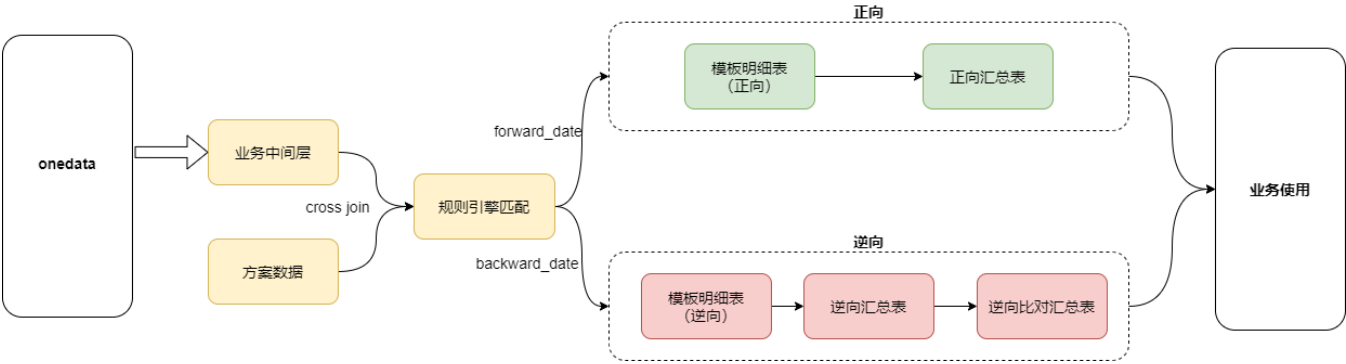 正向
模板明细表
（正向）
正向汇总表
forward_date
onedata
业务中间层
cross join
规则引擎匹配
方案数据
backward_date
逆向
模板明细表
（逆向）
逆向汇总表
逆向比对汇总表
业务使用